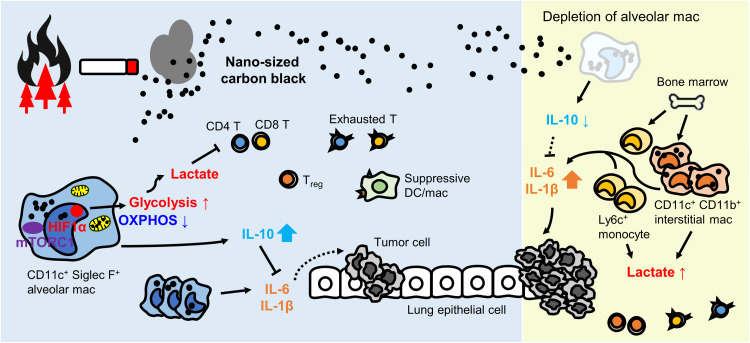 Nano-sized
carbon black
CD4 T
CD8 T
Exhausted T
Lactate
Treg
Suppressive
DC/mac
Glycolysis ↑
HIF1α
OXPHOS ↓
mTORC1
CD11c+ Siglec F+
alveolar mac
IL-10
IL-6
IL-1β
Tumor cell
Lung epithelial cell
Depletion of alveolar mac
Bone marrow
IL-10 ↓
IL-6
IL-1β
CD11c+ CD11b+
interstitial mac
Ly6c+
monocyte
Lactate ↑